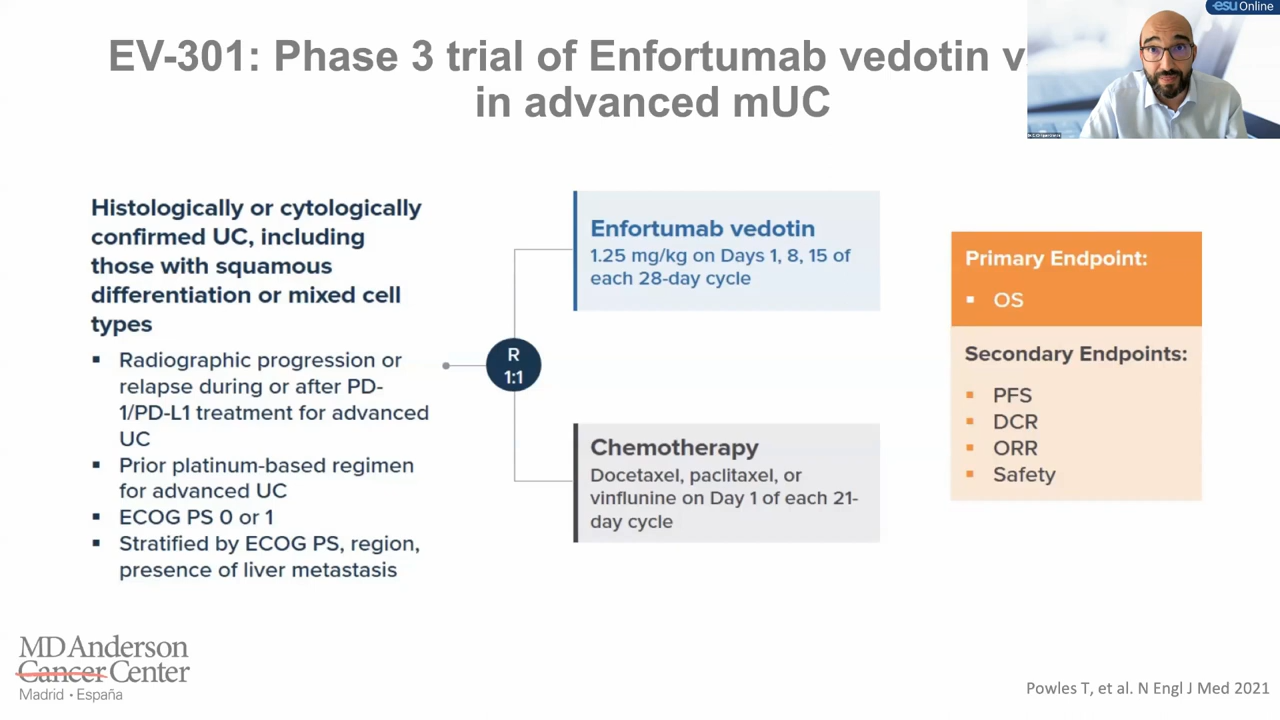 esu Online
EV-301: Phase 3 trial of Enfortumab vedotin v
in advanced mUC
Histologically or cytologically
confirmed UC, including
those with squamous
differentiation or mixed cell
types
▪ Radiographic progression or
relapse during or after PD-
1/PD-L1 treatment for advanced
UC
▪ Prior platinum-based regimen
for advanced UC
▪ ECOG PS 0 or 1
▪ Stratified by ECOG PS, region,
presence of liver metastasis
R
1:1
Enfortumab vedotin
1.25 mg/kg on Days 1, 8, 15 of
each 28-day cycle
Chemotherapy
Docetaxel, paclitaxel, or
vinflunine on Day 1 of each 21-
day cycle
Primary Endpoint:
▪ OS
Secondary Endpoints:
▪ PFS
▪ DCR
▪ ORR
▪ Safety
MD Anderson
Cancer Center
Madrid • España
Powles T, et al. N Engl J Med 2021